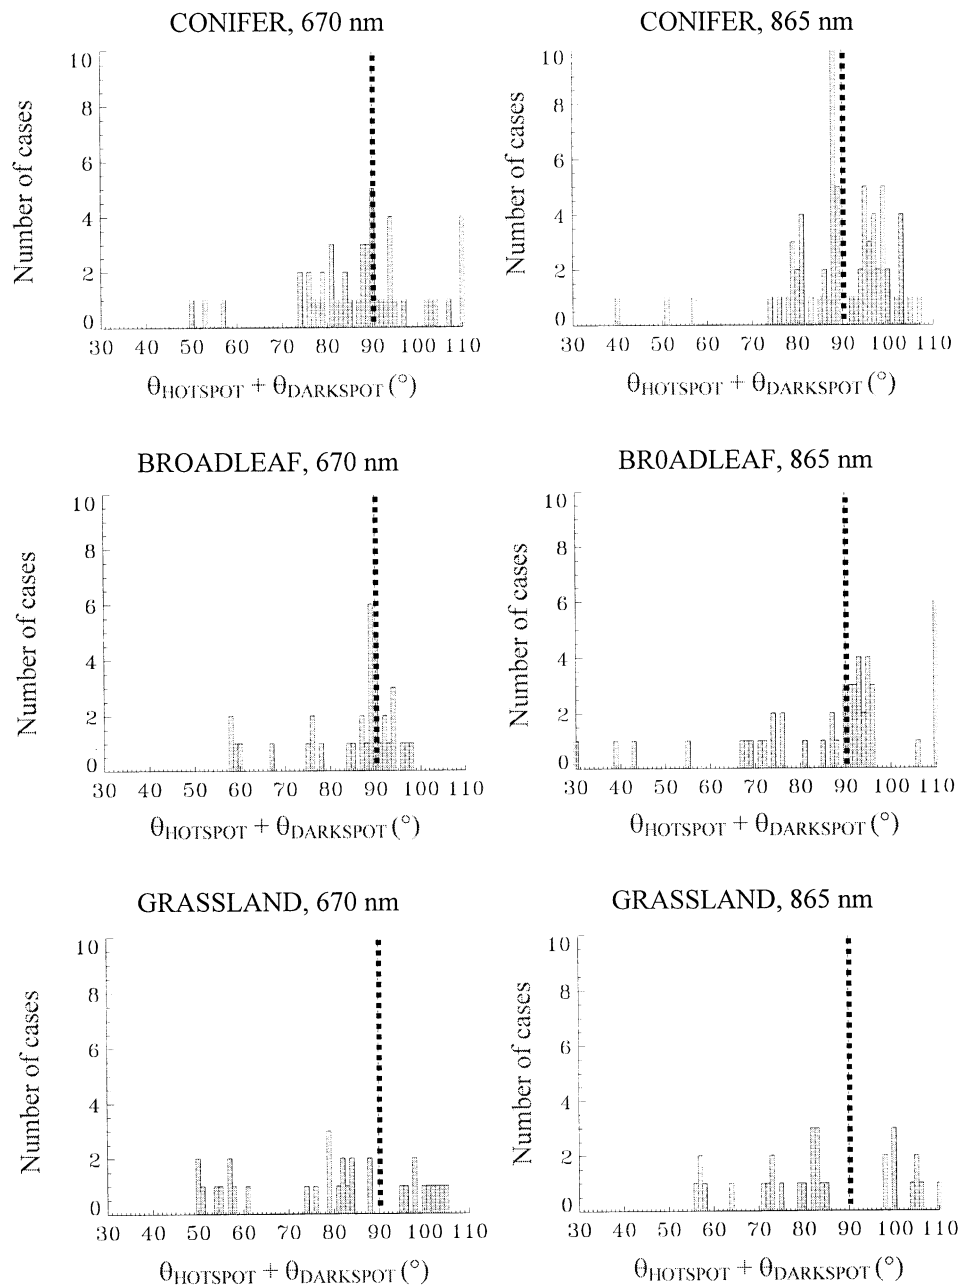 CONIFER, 670 nm
CONIFER, 865 nm
10
8
6
4
2
0
Number of cases
30 40 50 60 70 80 90 100 110
θHOTSPOT + θDARKSPOT (°)
10
8
6
4
2
0
Number of cases
30 40 50 60 70 80 90 100 110
θHOTSPOT + θDARKSPOT (°)
BROADLEAF, 670 nm
BR0ADLEAF, 865 nm
10
8
6
4
2
0
Number of cases
30 40 50 60 70 80 90 100 110
θHOTSPOT + θDARKSPOT (°)
10
8
6
4
2
0
Number of cases
30 40 50 60 70 80 90 100 110
θHOTSPOT + θDARKSPOT (°)
GRASSLAND, 670 nm
GRASSLAND, 865 nm
10
8
6
4
2
0
Number of cases
30 40 50 60 70 80 90 100 110
θHOTSPOT + θDARKSPOT (°)
10
8
6
4
2
0
Number of cases
30 40 50 60 70 80 90 100 110
θHOTSPOT + θDARKSPOT (°)